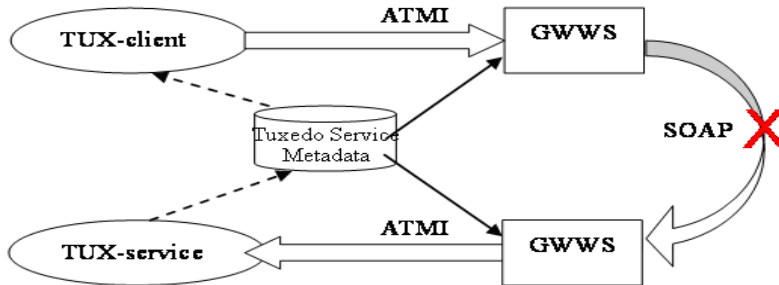 ATMI
TUX-client
GWWS
Tuxedo Service
Metadata
SOAP
ATMI
TUX-service
GWWS